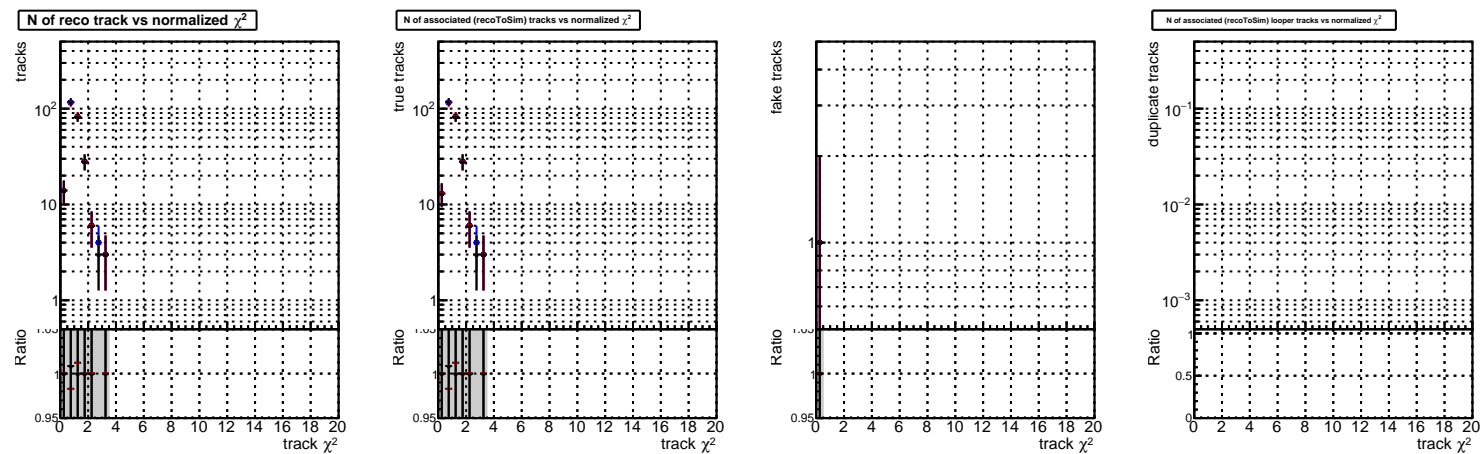 N of reco track vs normalized χ²
N of associated (recoToSim) tracks vs normalized χ²
N of associated (recoToSim) looper tracks vs normalized χ²
tracks
10²
10
1
Ratio
1
0.95
0 2 4 6 8 10 12 14 16 18 20
track χ²
true tracks
10²
10
1
Ratio
1
0.95
0 2 4 6 8 10 12 14 16 18 20
track χ²
fake tracks
1
Ratio
1
0.95
0 2 4 6 8 10 12 14 16 18 20
track χ²
duplicate tracks
10⁻¹
10⁻²
10⁻³
Ratio
1
0.5
0
0 2 4 6 8 10 12 14 16 18 20
track χ²